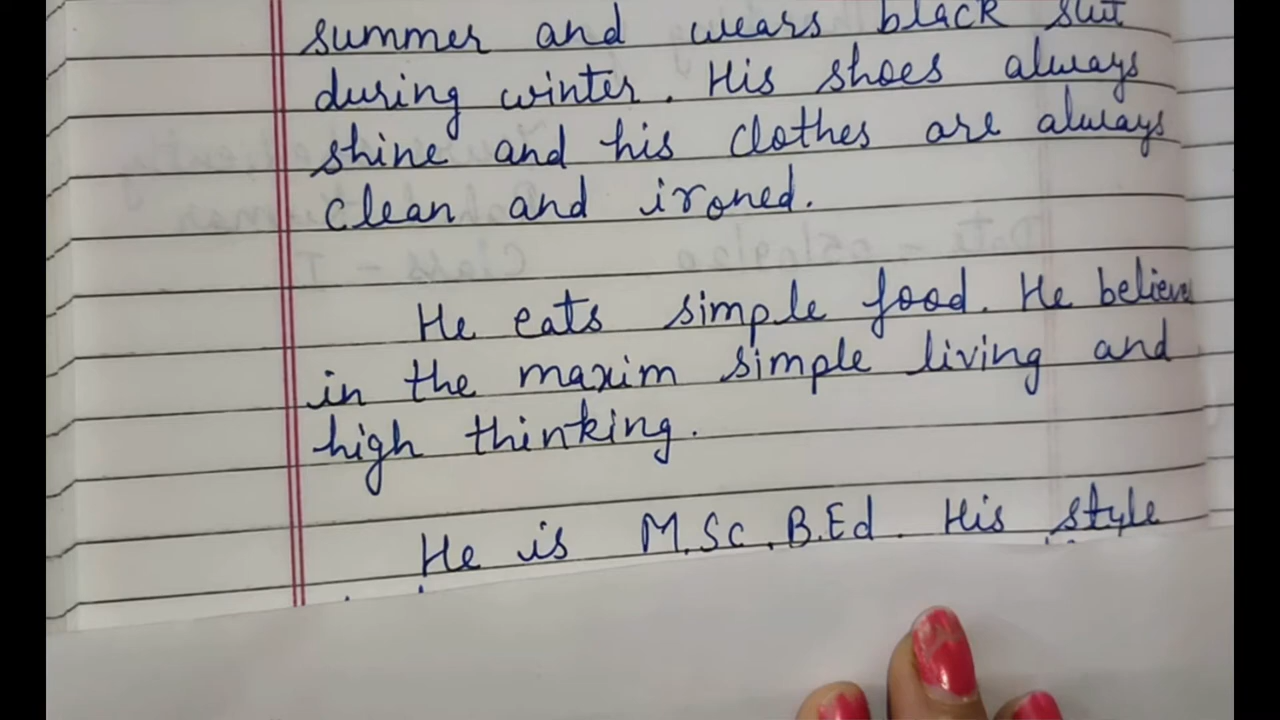 summer and wears black suit
during winter. His shoes always
shine and his clothes are always
clean and ironed.
He eats simple food. He believe
in the maxim simple living and
high thinking.
He is M.Sc. B.Ed. His style